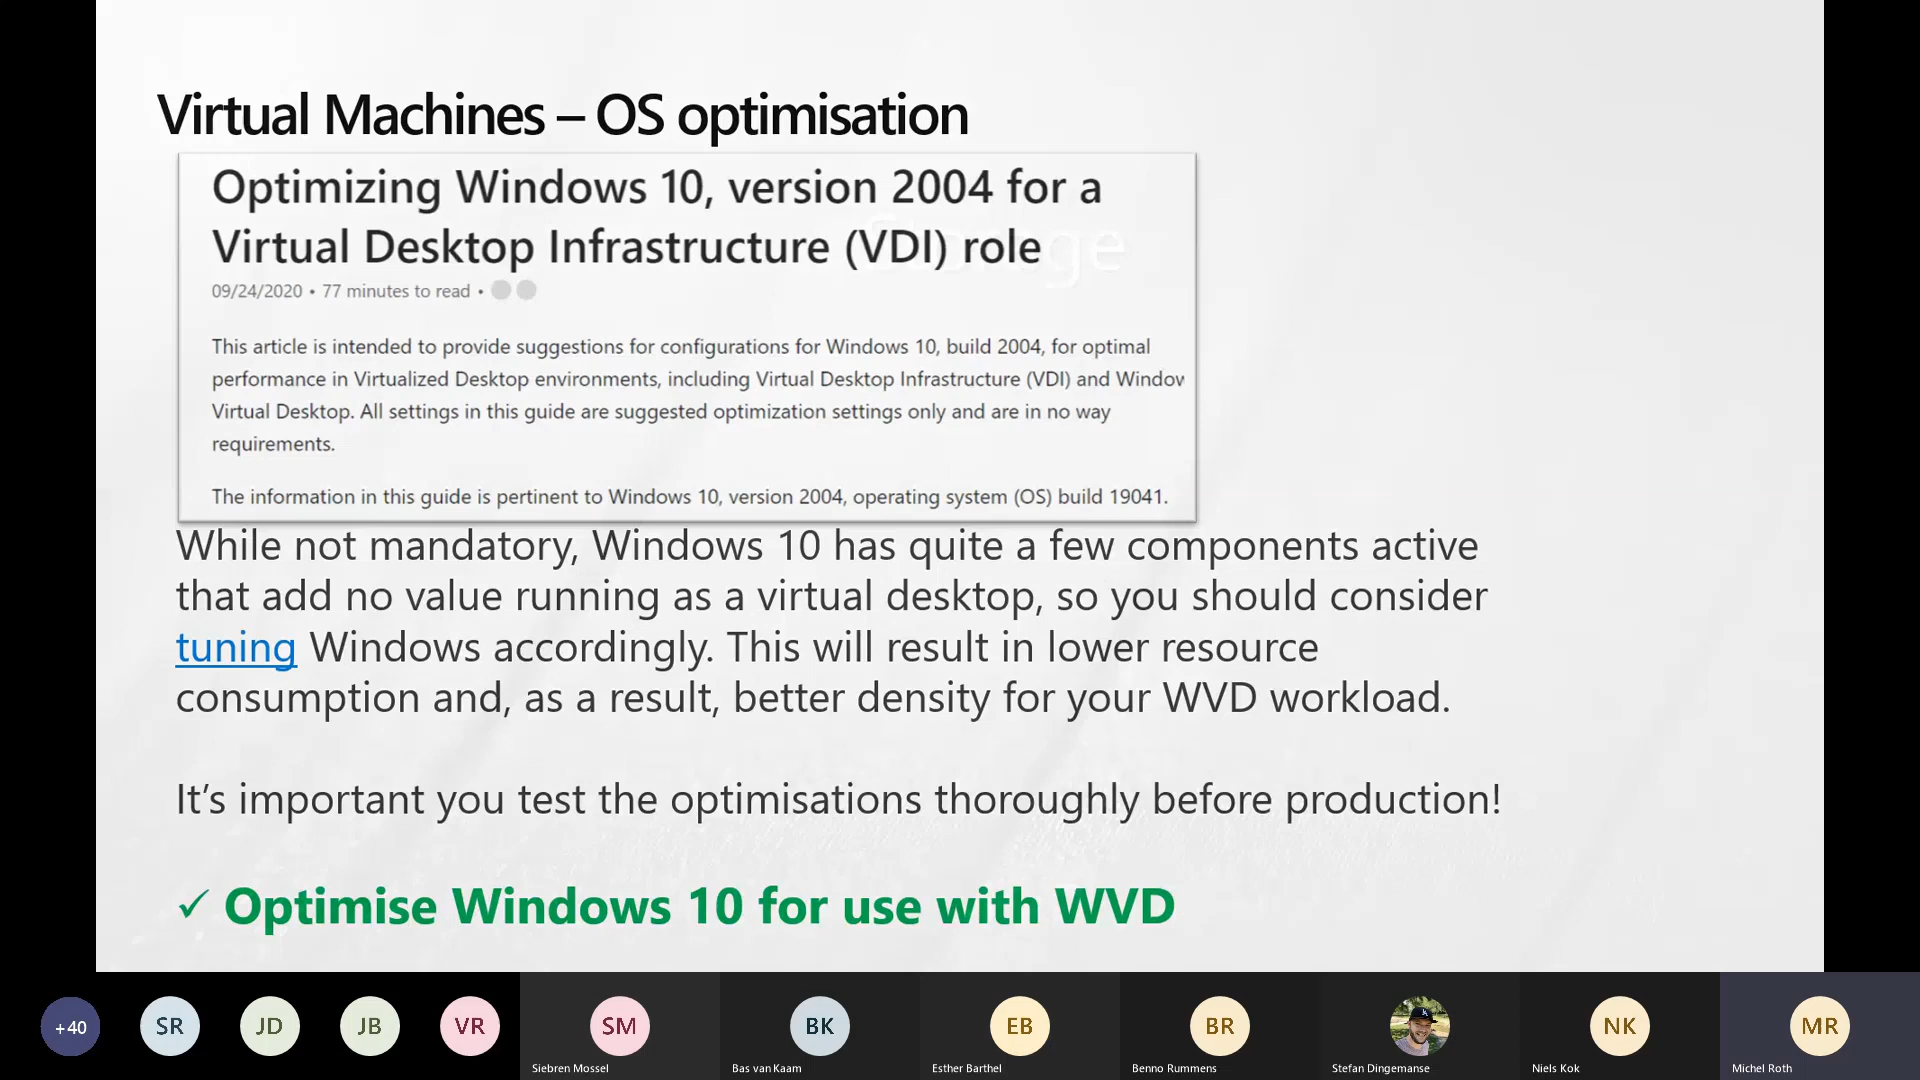 Virtual Machines – OS optimisation
Optimizing Windows 10, version 2004 for a
Virtual Desktop Infrastructure (VDI) role
Storage
09/24/2020 • 77 minutes to read •
This article is intended to provide suggestions for configurations for Windows 10, build 2004, for optimal
performance in Virtualized Desktop environments, including Virtual Desktop Infrastructure (VDI) and Window
Virtual Desktop. All settings in this guide are suggested optimization settings only and are in no way
requirements.
The information in this guide is pertinent to Windows 10, version 2004, operating system (OS) build 19041.
While not mandatory, Windows 10 has quite a few components active
that add no value running as a virtual desktop, so you should consider
tuning Windows accordingly. This will result in lower resource
consumption and, as a result, better density for your WVD workload.
It’s important you test the optimisations thoroughly before production!
✓ Optimise Windows 10 for use with WVD
+40 SR JD JB VR SM BK EB BR NK MR
Siebren Mossel Bas van Kaam Esther Barthel Benno Rummens Stefan Dingemanse Niels Kok Michel Roth